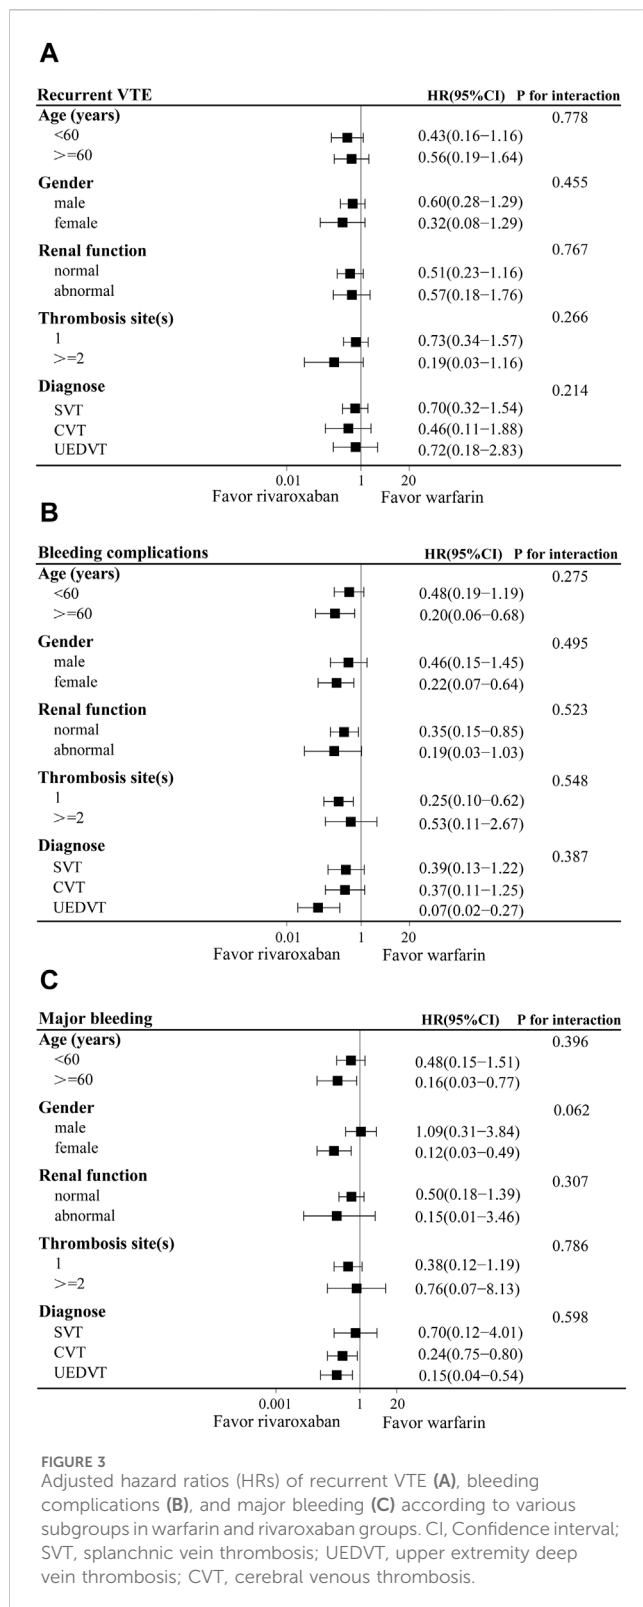 A
Recurrent VTE HR(95%CI) P for interaction
Age (years) 0.778
<60 0.43(0.16−1.16)
>=60 0.56(0.19−1.64)
Gender 0.455
male 0.60(0.28−1.29)
female 0.32(0.08−1.29)
Renal function 0.767
normal 0.51(0.23−1.16)
abnormal 0.57(0.18−1.76)
Thrombosis site(s) 0.266
1 0.73(0.34−1.57)
>=2 0.19(0.03−1.16)
Diagnose 0.214
SVT 0.70(0.32−1.54)
CVT 0.46(0.11−1.88)
UEDVT 0.72(0.18−2.83)
0.01 1 20
Favor rivaroxaban Favor warfarin
B
Bleeding complications HR(95%CI) P for interaction
Age (years) 0.275
<60 0.48(0.19−1.19)
>=60 0.20(0.06−0.68)
Gender 0.495
male 0.46(0.15−1.45)
female 0.22(0.07−0.64)
Renal function 0.523
normal 0.35(0.15−0.85)
abnormal 0.19(0.03−1.03)
Thrombosis site(s) 0.548
1 0.25(0.10−0.62)
>=2 0.53(0.11−2.67)
Diagnose 0.387
SVT 0.39(0.13−1.22)
CVT 0.37(0.11−1.25)
UEDVT 0.07(0.02−0.27)
0.01 1 20
Favor rivaroxaban Favor warfarin
C
Major bleeding HR(95%CI) P for interaction
Age (years) 0.396
<60 0.48(0.15−1.51)
>=60 0.16(0.03−0.77)
Gender 0.062
male 1.09(0.31−3.84)
female 0.12(0.03−0.49)
Renal function 0.307
normal 0.50(0.18−1.39)
abnormal 0.15(0.01−3.46)
Thrombosis site(s) 0.786
1 0.38(0.12−1.19)
>=2 0.76(0.07−8.13)
Diagnose 0.598
SVT 0.70(0.12−4.01)
CVT 0.24(0.75−0.80)
UEDVT 0.15(0.04−0.54)
0.001 1 20
Favor rivaroxaban Favor warfarin
FIGURE 3
Adjusted hazard ratios (HRs) of recurrent VTE (A), bleeding
complications (B), and major bleeding (C) according to various
subgroups in warfarin and rivaroxaban groups. CI, Confidence interval;
SVT, splanchnic vein thrombosis; UEDVT, upper extremity deep
vein thrombosis; CVT, cerebral venous thrombosis.